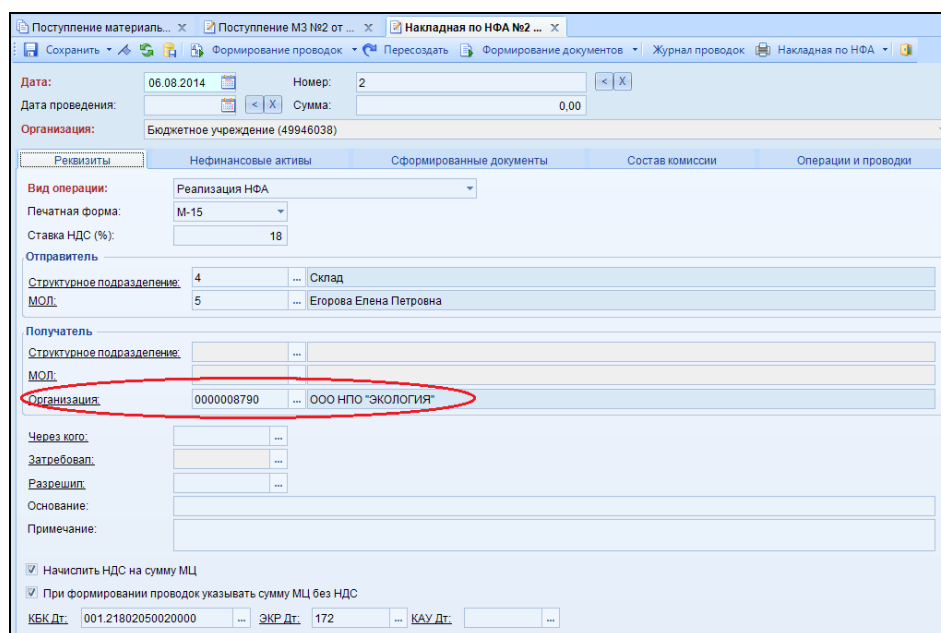 Поступление материаль... X Поступление МЗ №2 от ... X Накладная по НФА №2 ... X
Сохранить Формирование проводок Пересоздать Формирование документов Журнал проводок Накладная по НФА
Дата: 06.08.2014 Номер: 2 < X
Дата проведения: < X Сумма: 0,00
Организация: Бюджетное учреждение (49946038)
Реквизиты Нефинансовые активы Сформированные документы Состав комиссии Операции и проводки
Вид операции: Реализация НФА
Печатная форма: М-15
Ставка НДС (%): 18
Отправитель
Структурное подразделение: 4 ... Склад
МОЛ: 5 ... Егорова Елена Петровна
Получатель
Структурное подразделение: ...
МОЛ: ...
Организация: 0000008790 ... ООО НПО "ЭКОЛОГИЯ"
Через кого: ...
Затребовал: ...
Разрешил: ...
Основание:
Примечание:
Начислить НДС на сумму МЦ
При формировании проводок указывать сумму МЦ без НДС
КБК Дт: 001.21802050020000 ... ЭКР Дт: 172 ... КАУ Дт: ...